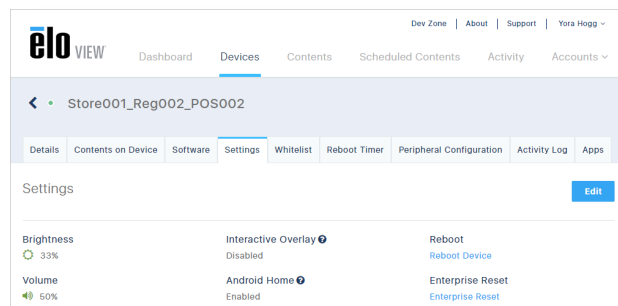 Dev Zone | About | Support | Yora Hogg
elo VIEW
Dashboard Devices Contents Scheduled Contents Activity Accounts
Store001_Reg002_POS002
Details Contents on Device Software Settings Whitelist Reboot Timer Peripheral Configuration Activity Log Apps
Settings Edit
Brightness Interactive Overlay ? Reboot
33% Disabled Reboot Device
Volume Android Home ? Enterprise Reset
50% Enabled Enterprise Reset